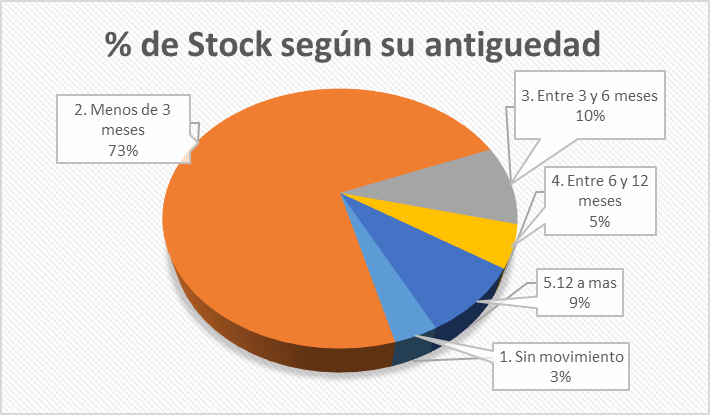 % de Stock según su antiguedad
2. Menos de 3
meses
73%
3. Entre 3 y 6 meses
10%
4. Entre 6 y 12
meses
5%
5.12 a mas
9%
1. Sin movimiento
3%